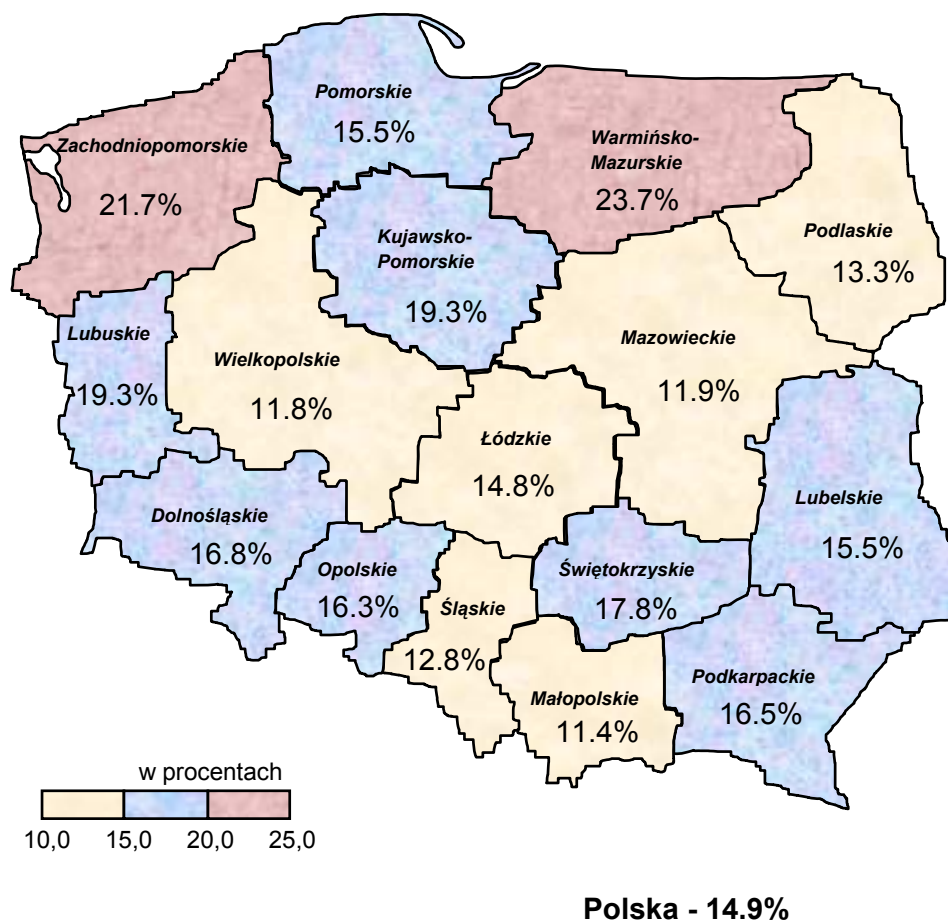 Pomorskie
15.5%
Zachodniopomorskie
21.7%
Warmińsko-
Mazurskie
23.7%
Podlaskie
13.3%
Kujawsko-
Pomorskie
19.3%
Lubuskie
19.3%
Wielkopolskie
11.8%
Mazowieckie
11.9%
Łódzkie
14.8%
Lubelskie
15.5%
Dolnośląskie
16.8%
Opolskie
16.3%
Śląskie
12.8%
Świętokrzyskie
17.8%
Małopolskie
11.4%
Podkarpackie
16.5%
w procentach
10,0 15,0 20,0 25,0
Polska - 14.9%